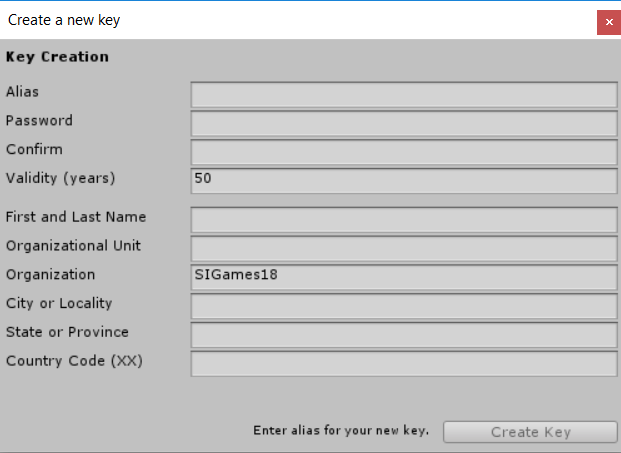 Create a new key
Key Creation
Alias
Password
Confirm
Validity (years) 50
First and Last Name
Organizational Unit
Organization SIGames18
City or Locality
State or Province
Country Code (XX)
Enter alias for your new key. Create Key